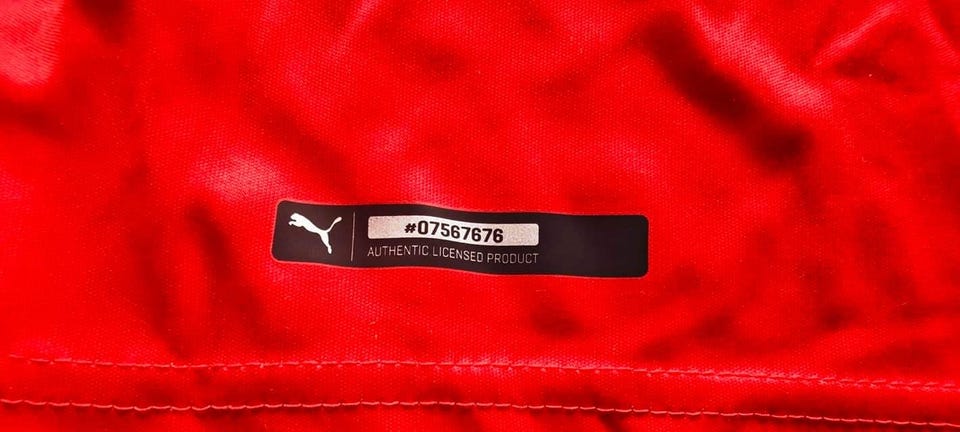 #07567676
AUTHENTIC LICENSED PRODUCT